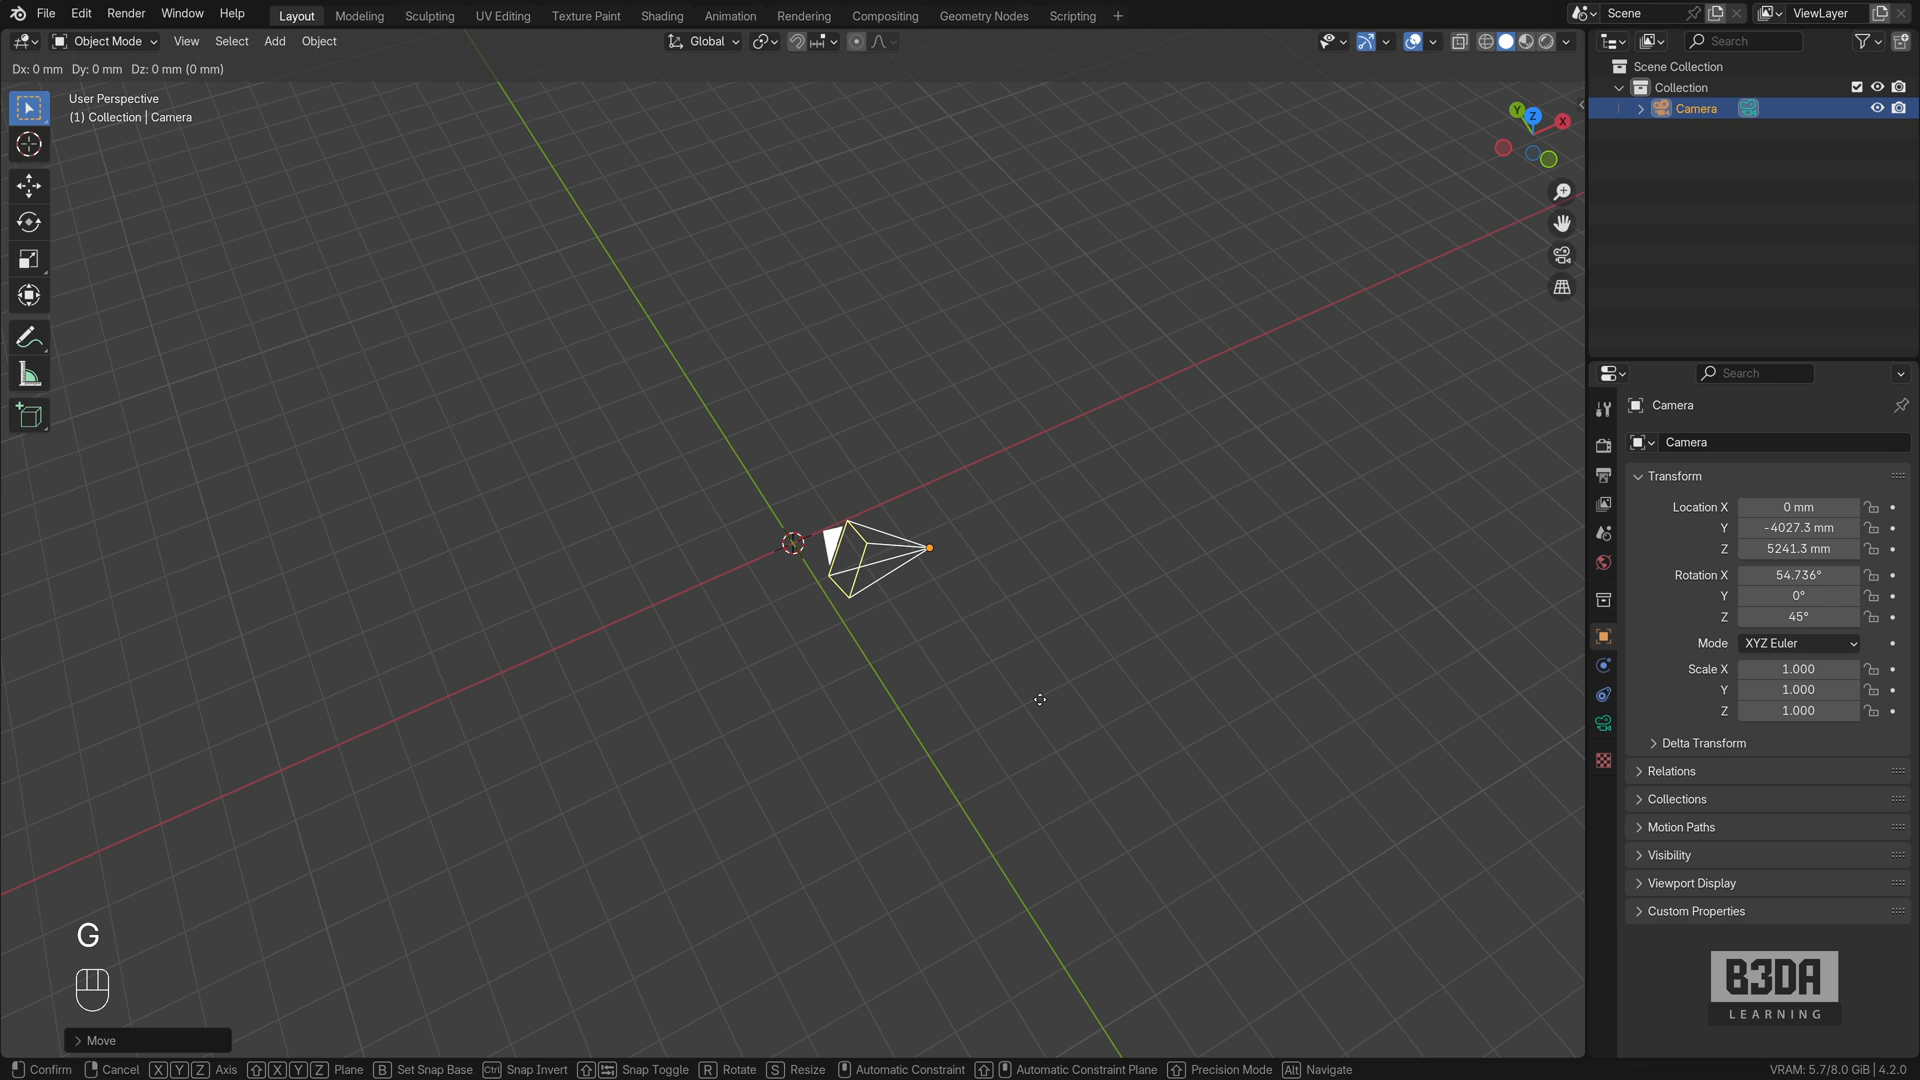 File Edit Render Window Help Layout Modeling Sculpting UV Editing Texture Paint Shading Animation Rendering Compositing Geometry Nodes Scripting + Scene ViewLayer
Object Mode View Select Add Object Global Search
Dx: 0 mm Dy: 0 mm Dz: 0 mm (0 mm)
User Perspective
(1) Collection | Camera
Y Z X
Scene Collection
Collection
Camera
Search
Camera
Camera
Transform
Location X 0 mm
Y -4027.3 mm
Z 5241.3 mm
Rotation X 54.736°
Y 0°
Z 45°
Mode XYZ Euler
Scale X 1.000
Y 1.000
Z 1.000
Delta Transform
Relations
Collections
Motion Paths
Visibility
Viewport Display
Custom Properties
B3DA
LEARNING
G
Move
Confirm Cancel X Y Z Axis X Y Z Plane B Set Snap Base Ctrl Snap Invert Snap Toggle R Rotate S Resize Automatic Constraint Automatic Constraint Plane Precision Mode Alt Navigate VRAM: 5.7/8.0 GiB | 4.2.0